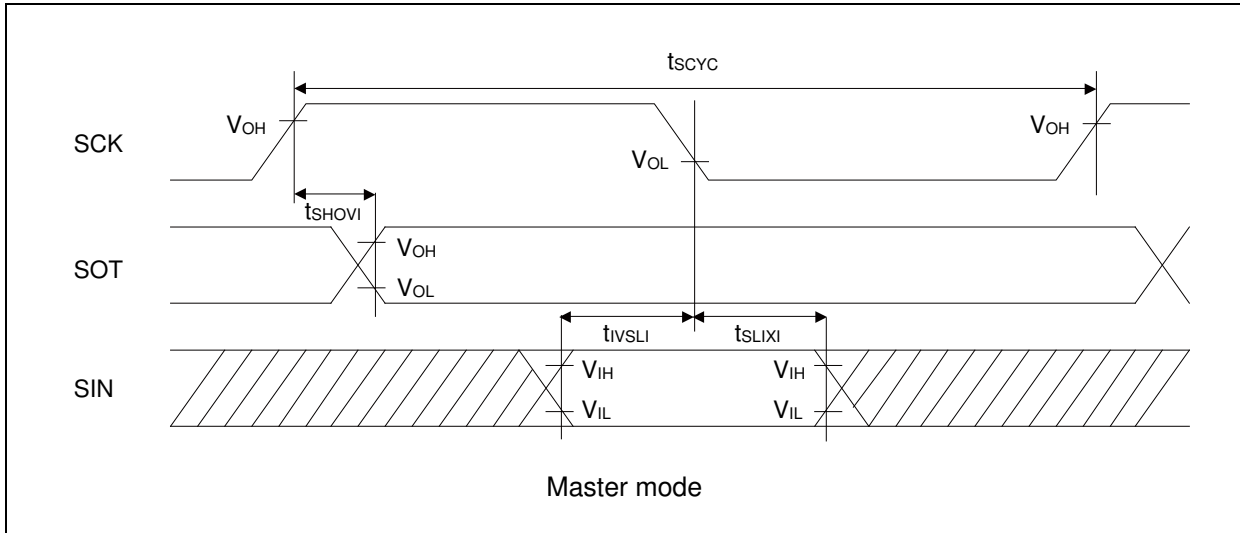 tSCYC
SCK
VOH
VOL
VOH
tSHOVI
SOT
VOH
VOL
tIVSLI
tSLIXI
SIN
VIH
VIL
VIH
VIL
Master mode